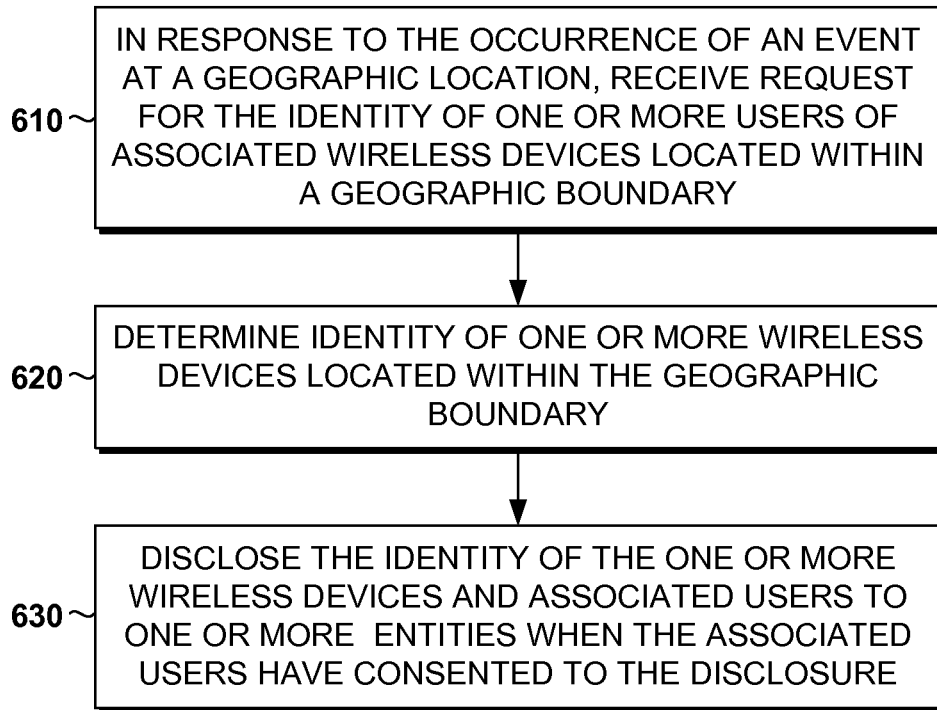 IN RESPONSE TO THE OCCURRENCE OF AN EVENT
AT A GEOGRAPHIC LOCATION, RECEIVE REQUEST
610 FOR THE IDENTITY OF ONE OR MORE USERS OF
ASSOCIATED WIRELESS DEVICES LOCATED WITHIN
A GEOGRAPHIC BOUNDARY
DETERMINE IDENTITY OF ONE OR MORE WIRELESS
620 DEVICES LOCATED WITHIN THE GEOGRAPHIC
BOUNDARY
DISCLOSE THE IDENTITY OF THE ONE OR MORE
WIRELESS DEVICES AND ASSOCIATED USERS TO
630 ONE OR MORE ENTITIES WHEN THE ASSOCIATED
USERS HAVE CONSENTED TO THE DISCLOSURE